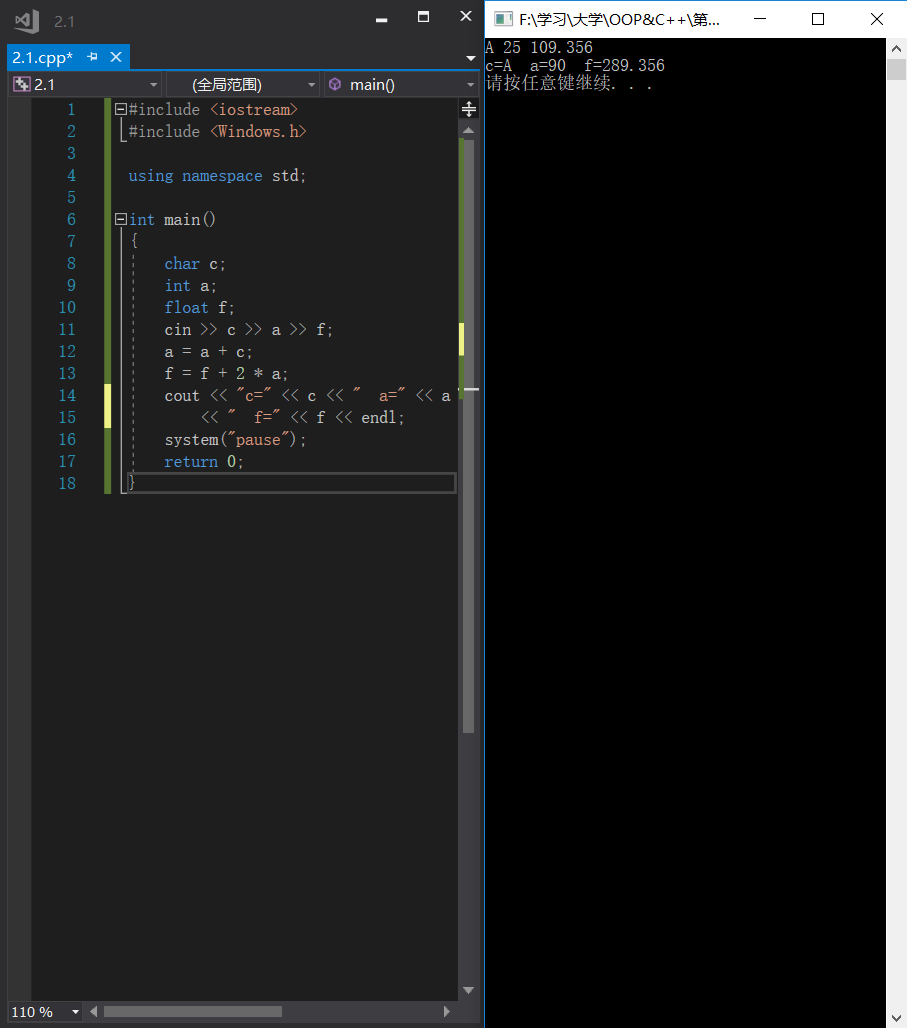 2.1
2.1.cpp*
2.1 (全局范围) main()
1 #include <iostream>
2 #include <Windows.h>
3
4 using namespace std;
5
6 int main()
7 {
8 char c;
9 int a;
10 float f;
11 cin >> c >> a >> f;
12 a = a + c;
13 f = f + 2 * a;
14 cout << "c=" << c << "  a=" << a
15 << "  f=" << f << endl;
16 system("pause");
17 return 0;
18 }
110 %
F:\学习\大学\OOP&C++\第...
A 25 109.356
c=A  a=90  f=289.356
请按任意键继续. . .